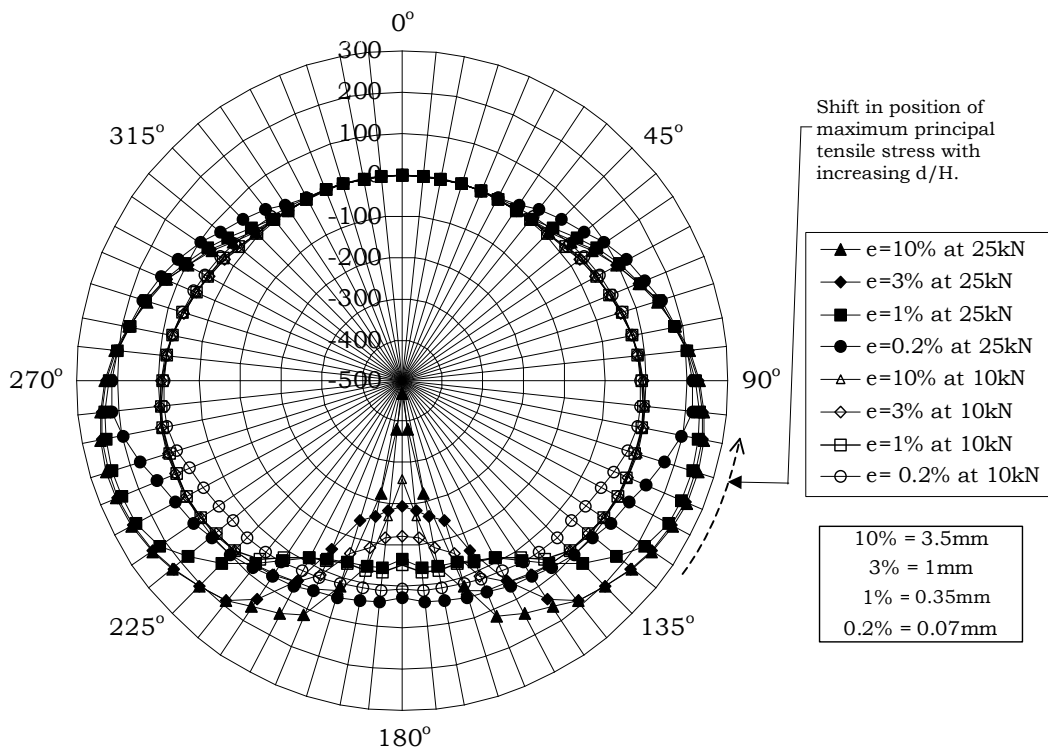 0°
300
200
100
0
-100
-200
-300
-400
-500
45°
90°
135°
180°
225°
270°
315°
Shift in position of
maximum principal
tensile stress with
increasing d/H.
e=10% at 25kN
e=3% at 25kN
e=1% at 25kN
e=0.2% at 25kN
e=10% at 10kN
e=3% at 10kN
e=1% at 10kN
e= 0.2% at 10kN
10% = 3.5mm
3% = 1mm
1% = 0.35mm
0.2% = 0.07mm